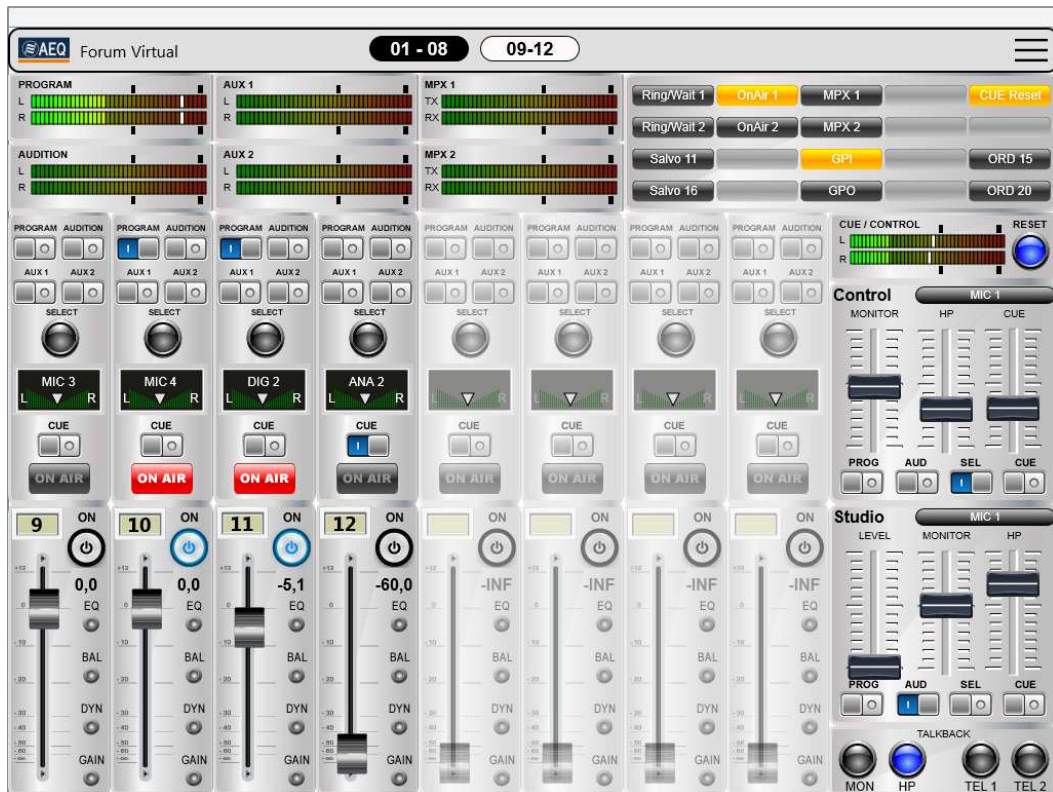 AEQ Forum Virtual 01 - 08 09-12
PROGRAM AUX 1 MPX 1
L L TX
R R RX
AUDITION AUX 2 MPX 2
L L TX
R R RX
Ring/Wait 1 OnAir 1 MPX 1 CUE Reset
Ring/Wait 2 OnAir 2 MPX 2
Salvo 11 GPI ORD 15
Salvo 16 GPO ORD 20
PROGRAM AUDITION PROGRAM AUDITION PROGRAM AUDITION PROGRAM AUDITION PROGRAM AUDITION PROGRAM AUDITION PROGRAM AUDITION PROGRAM AUDITION
AUX 1 AUX 2 AUX 1 AUX 2 AUX 1 AUX 2 AUX 1 AUX 2 AUX 1 AUX 2 AUX 1 AUX 2 AUX 1 AUX 2 AUX 1 AUX 2
SELECT SELECT SELECT SELECT SELECT SELECT SELECT SELECT
MIC 3 MIC 4 DIG 2 ANA 2
L R L R L R L R L R L R L R L R
CUE CUE CUE CUE CUE CUE CUE CUE
ON AIR ON AIR ON AIR ON AIR ON AIR ON AIR ON AIR ON AIR
9 ON 10 ON 11 ON 12 ON ON ON ON ON
0,0 0,0 -5,1 -60,0 -INF -INF -INF -INF
EQ EQ EQ EQ EQ EQ EQ EQ
BAL BAL BAL BAL BAL BAL BAL BAL
DYN DYN DYN DYN DYN DYN DYN DYN
GAIN GAIN GAIN GAIN GAIN GAIN GAIN GAIN
CUE / CONTROL RESET
L
R
Control MIC 1
MONITOR HP CUE
PROG AUD SEL CUE
Studio MIC 1
LEVEL MONITOR HP
PROG AUD SEL CUE
TALKBACK
MON HP TEL 1 TEL 2